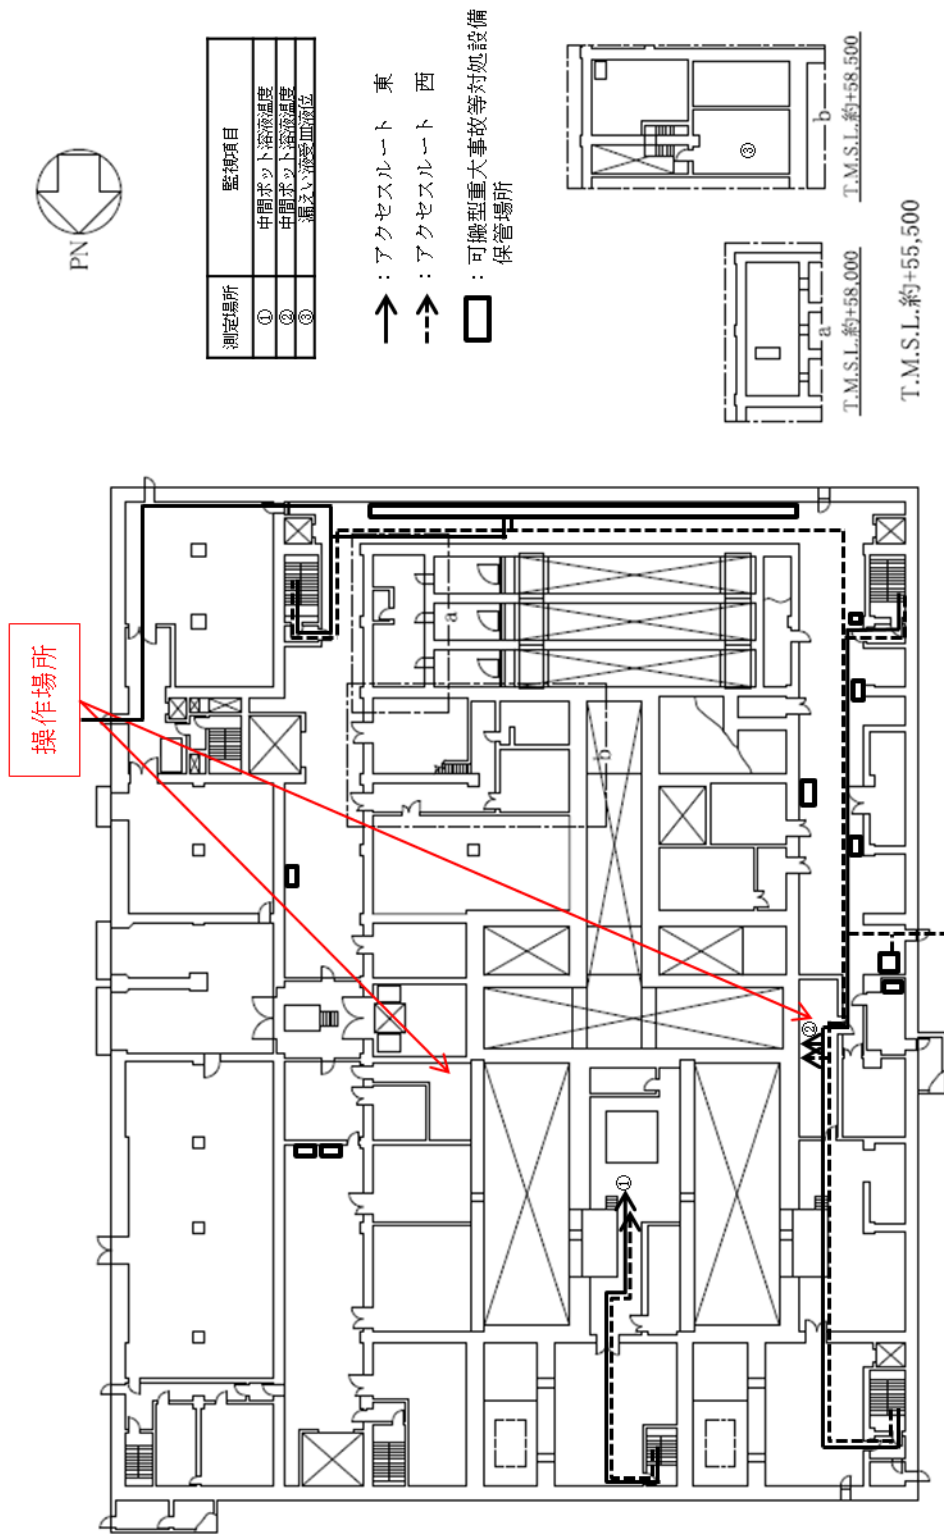 PN
測定場所 監視項目
① 中間ポット溶液温度
② 中間ポット溶液温度
③ 漏えい液受皿液位
：アクセスルート 東
：アクセスルート 西
：可搬型重大事故等対処設備
保管場所
③
b
T.M.S.L.約+58,500
a
T.M.S.L.約+58,000
T.M.S.L.約+55,500
操作場所
a
b
②
①